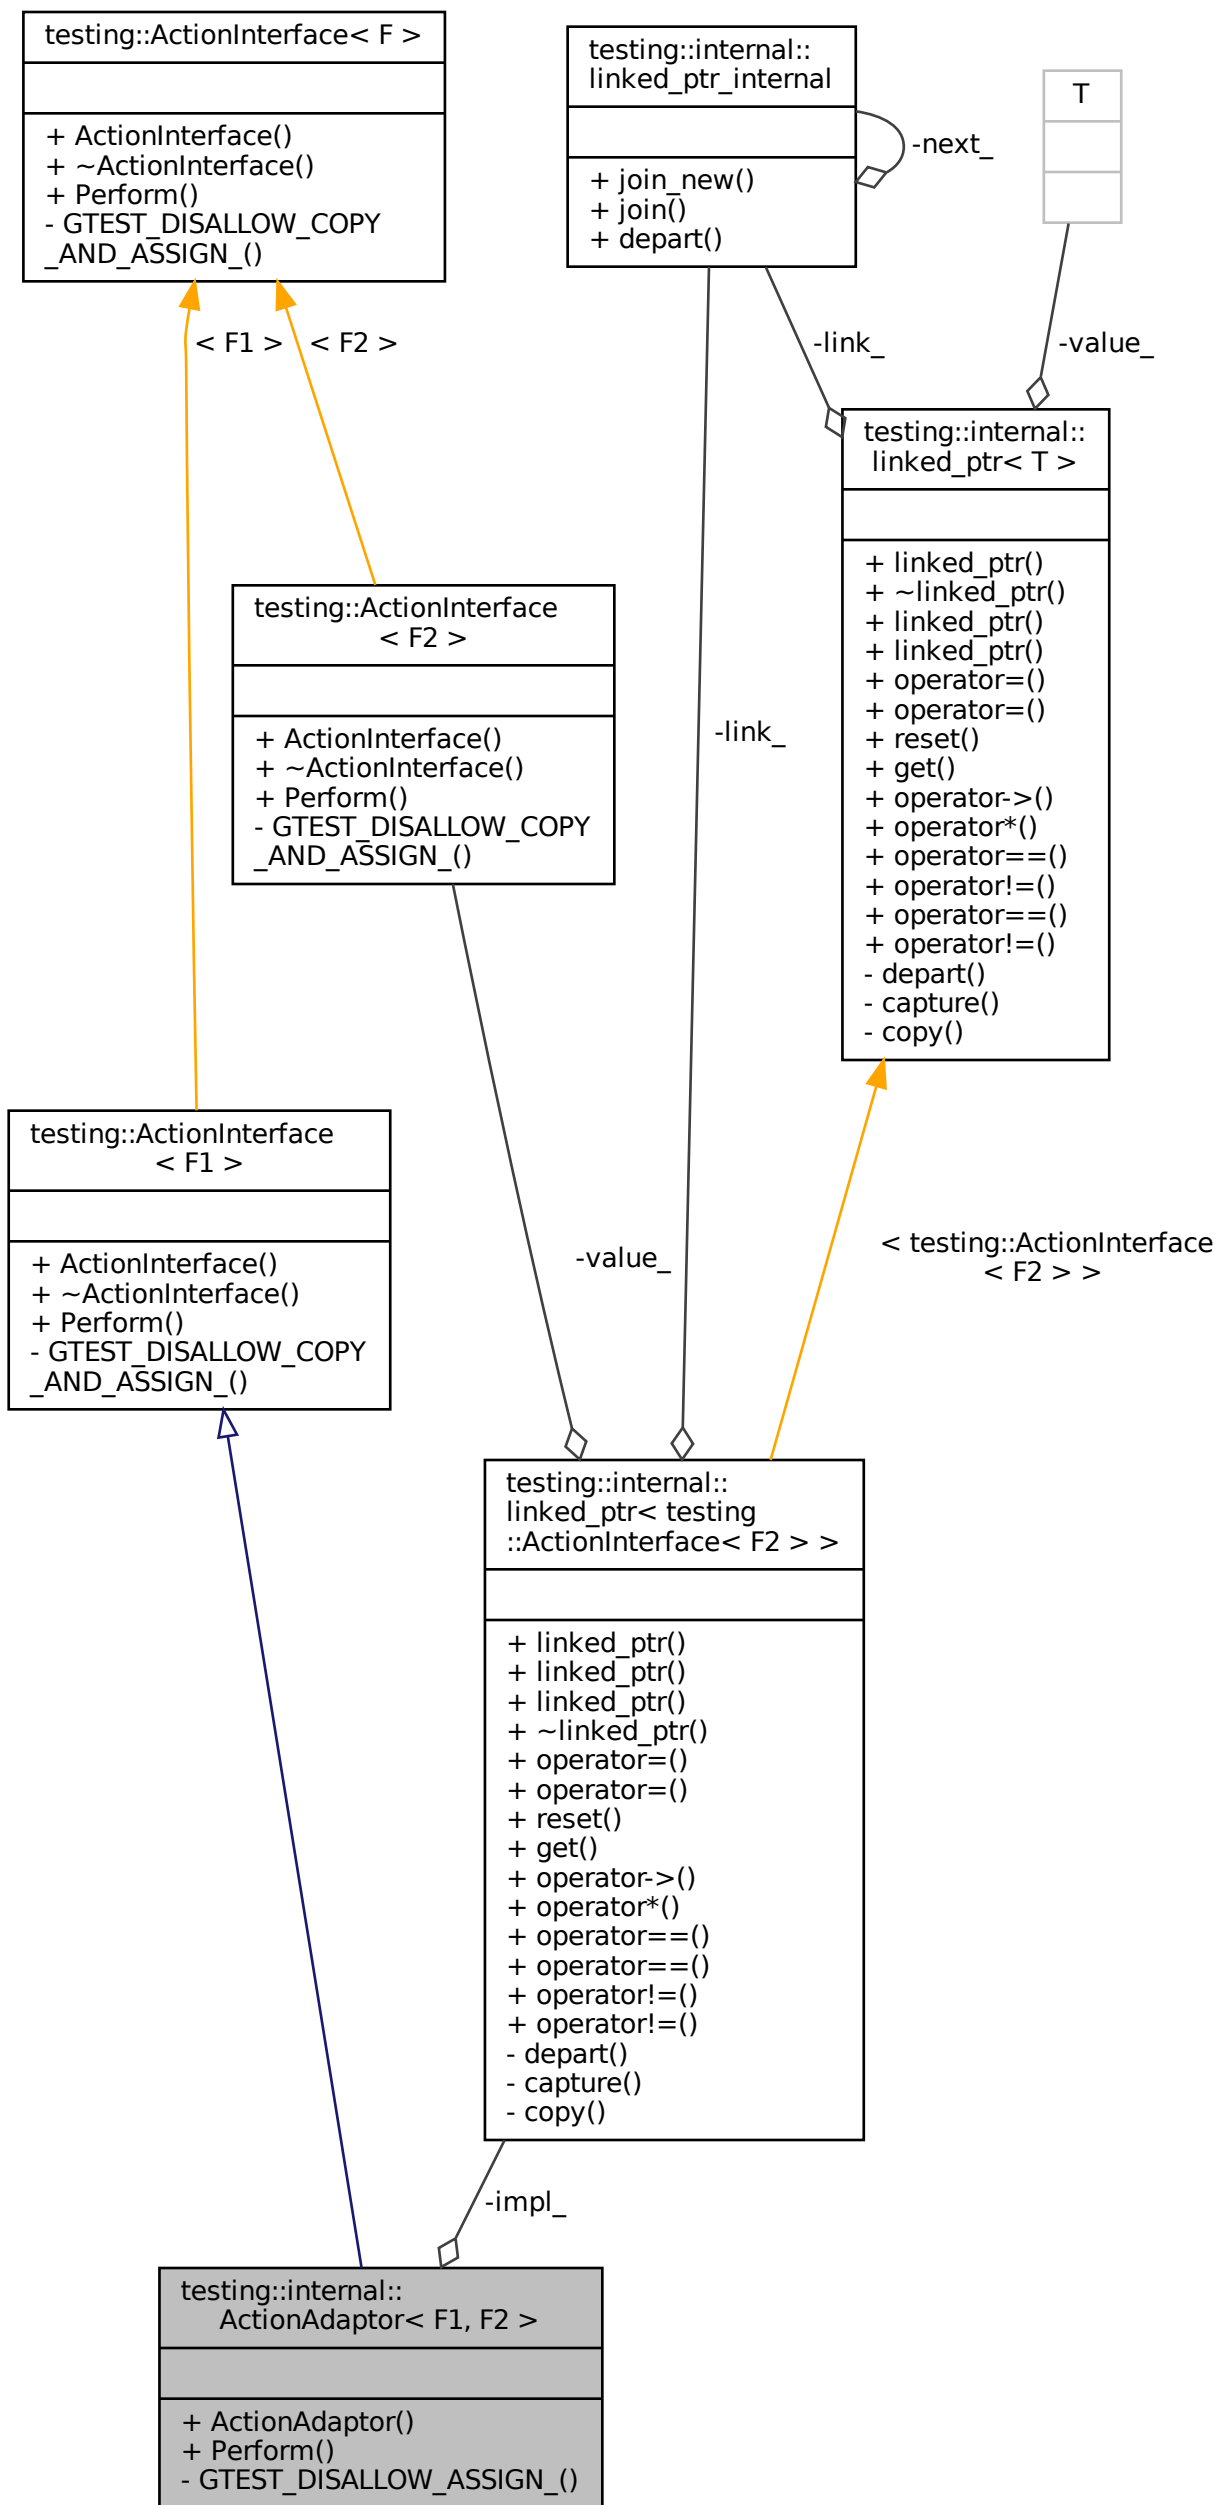 testing::ActionInterface< F >
+ ActionInterface()
+ ~ActionInterface()
+ Perform()
- GTEST_DISALLOW_COPY
_AND_ASSIGN_()
testing::internal::
linked_ptr_internal
+ join_new()
+ join()
+ depart()
-next_
T
< F1 >
< F2 >
-link_
-value_
testing::internal::
linked_ptr< T >
+ linked_ptr()
+ ~linked_ptr()
+ linked_ptr()
+ linked_ptr()
+ operator=()
+ operator=()
+ reset()
+ get()
+ operator->()
+ operator*()
+ operator==()
+ operator!=()
+ operator==()
+ operator!=()
- depart()
- capture()
- copy()
testing::ActionInterface
< F2 >
+ ActionInterface()
+ ~ActionInterface()
+ Perform()
- GTEST_DISALLOW_COPY
_AND_ASSIGN_()
-link_
testing::ActionInterface
< F1 >
+ ActionInterface()
+ ~ActionInterface()
+ Perform()
- GTEST_DISALLOW_COPY
_AND_ASSIGN_()
-value_
< testing::ActionInterface
< F2 > >
testing::internal::
linked_ptr< testing
::ActionInterface< F2 > >
+ linked_ptr()
+ linked_ptr()
+ linked_ptr()
+ ~linked_ptr()
+ operator=()
+ operator=()
+ reset()
+ get()
+ operator->()
+ operator*()
+ operator==()
+ operator==()
+ operator!=()
+ operator!=()
- depart()
- capture()
- copy()
-impl_
testing::internal::
ActionAdaptor< F1, F2 >
+ ActionAdaptor()
+ Perform()
- GTEST_DISALLOW_ASSIGN_()